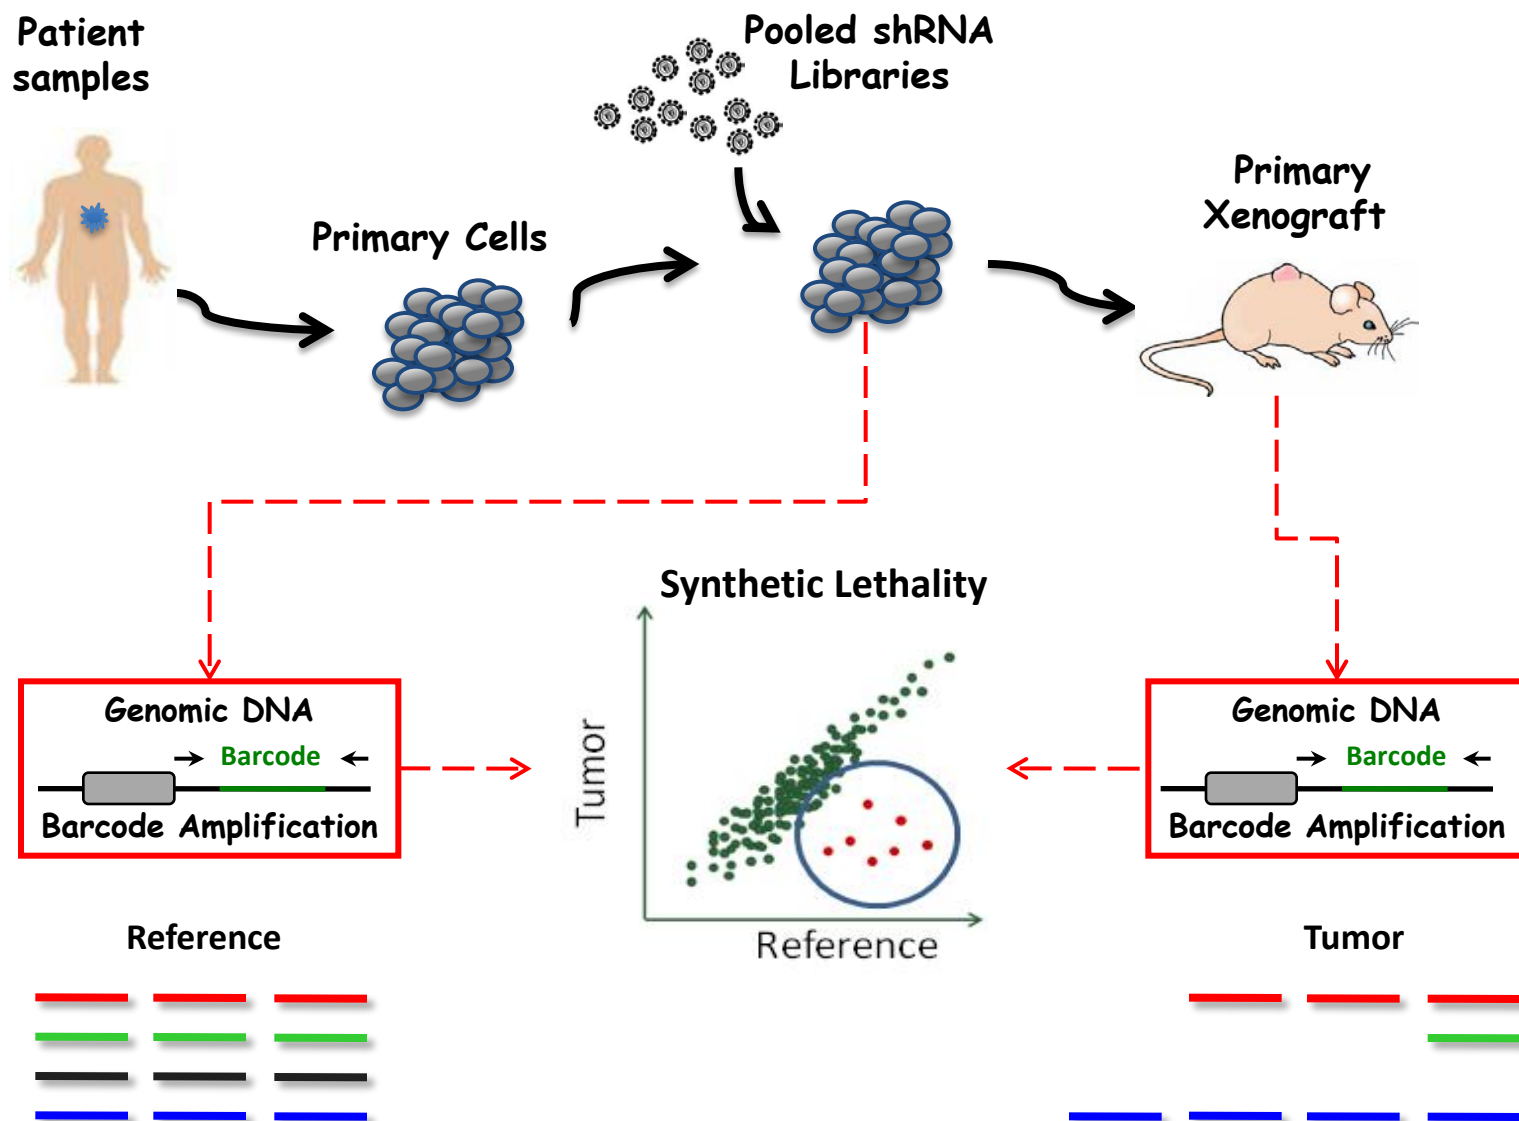 Patient
samples
Pooled shRNA
Libraries
Primary
Xenograft
Primary Cells
Synthetic Lethality
Tumor
Reference
Genomic DNA
Barcode
Barcode Amplification
Genomic DNA
Barcode
Barcode Amplification
Reference
Tumor